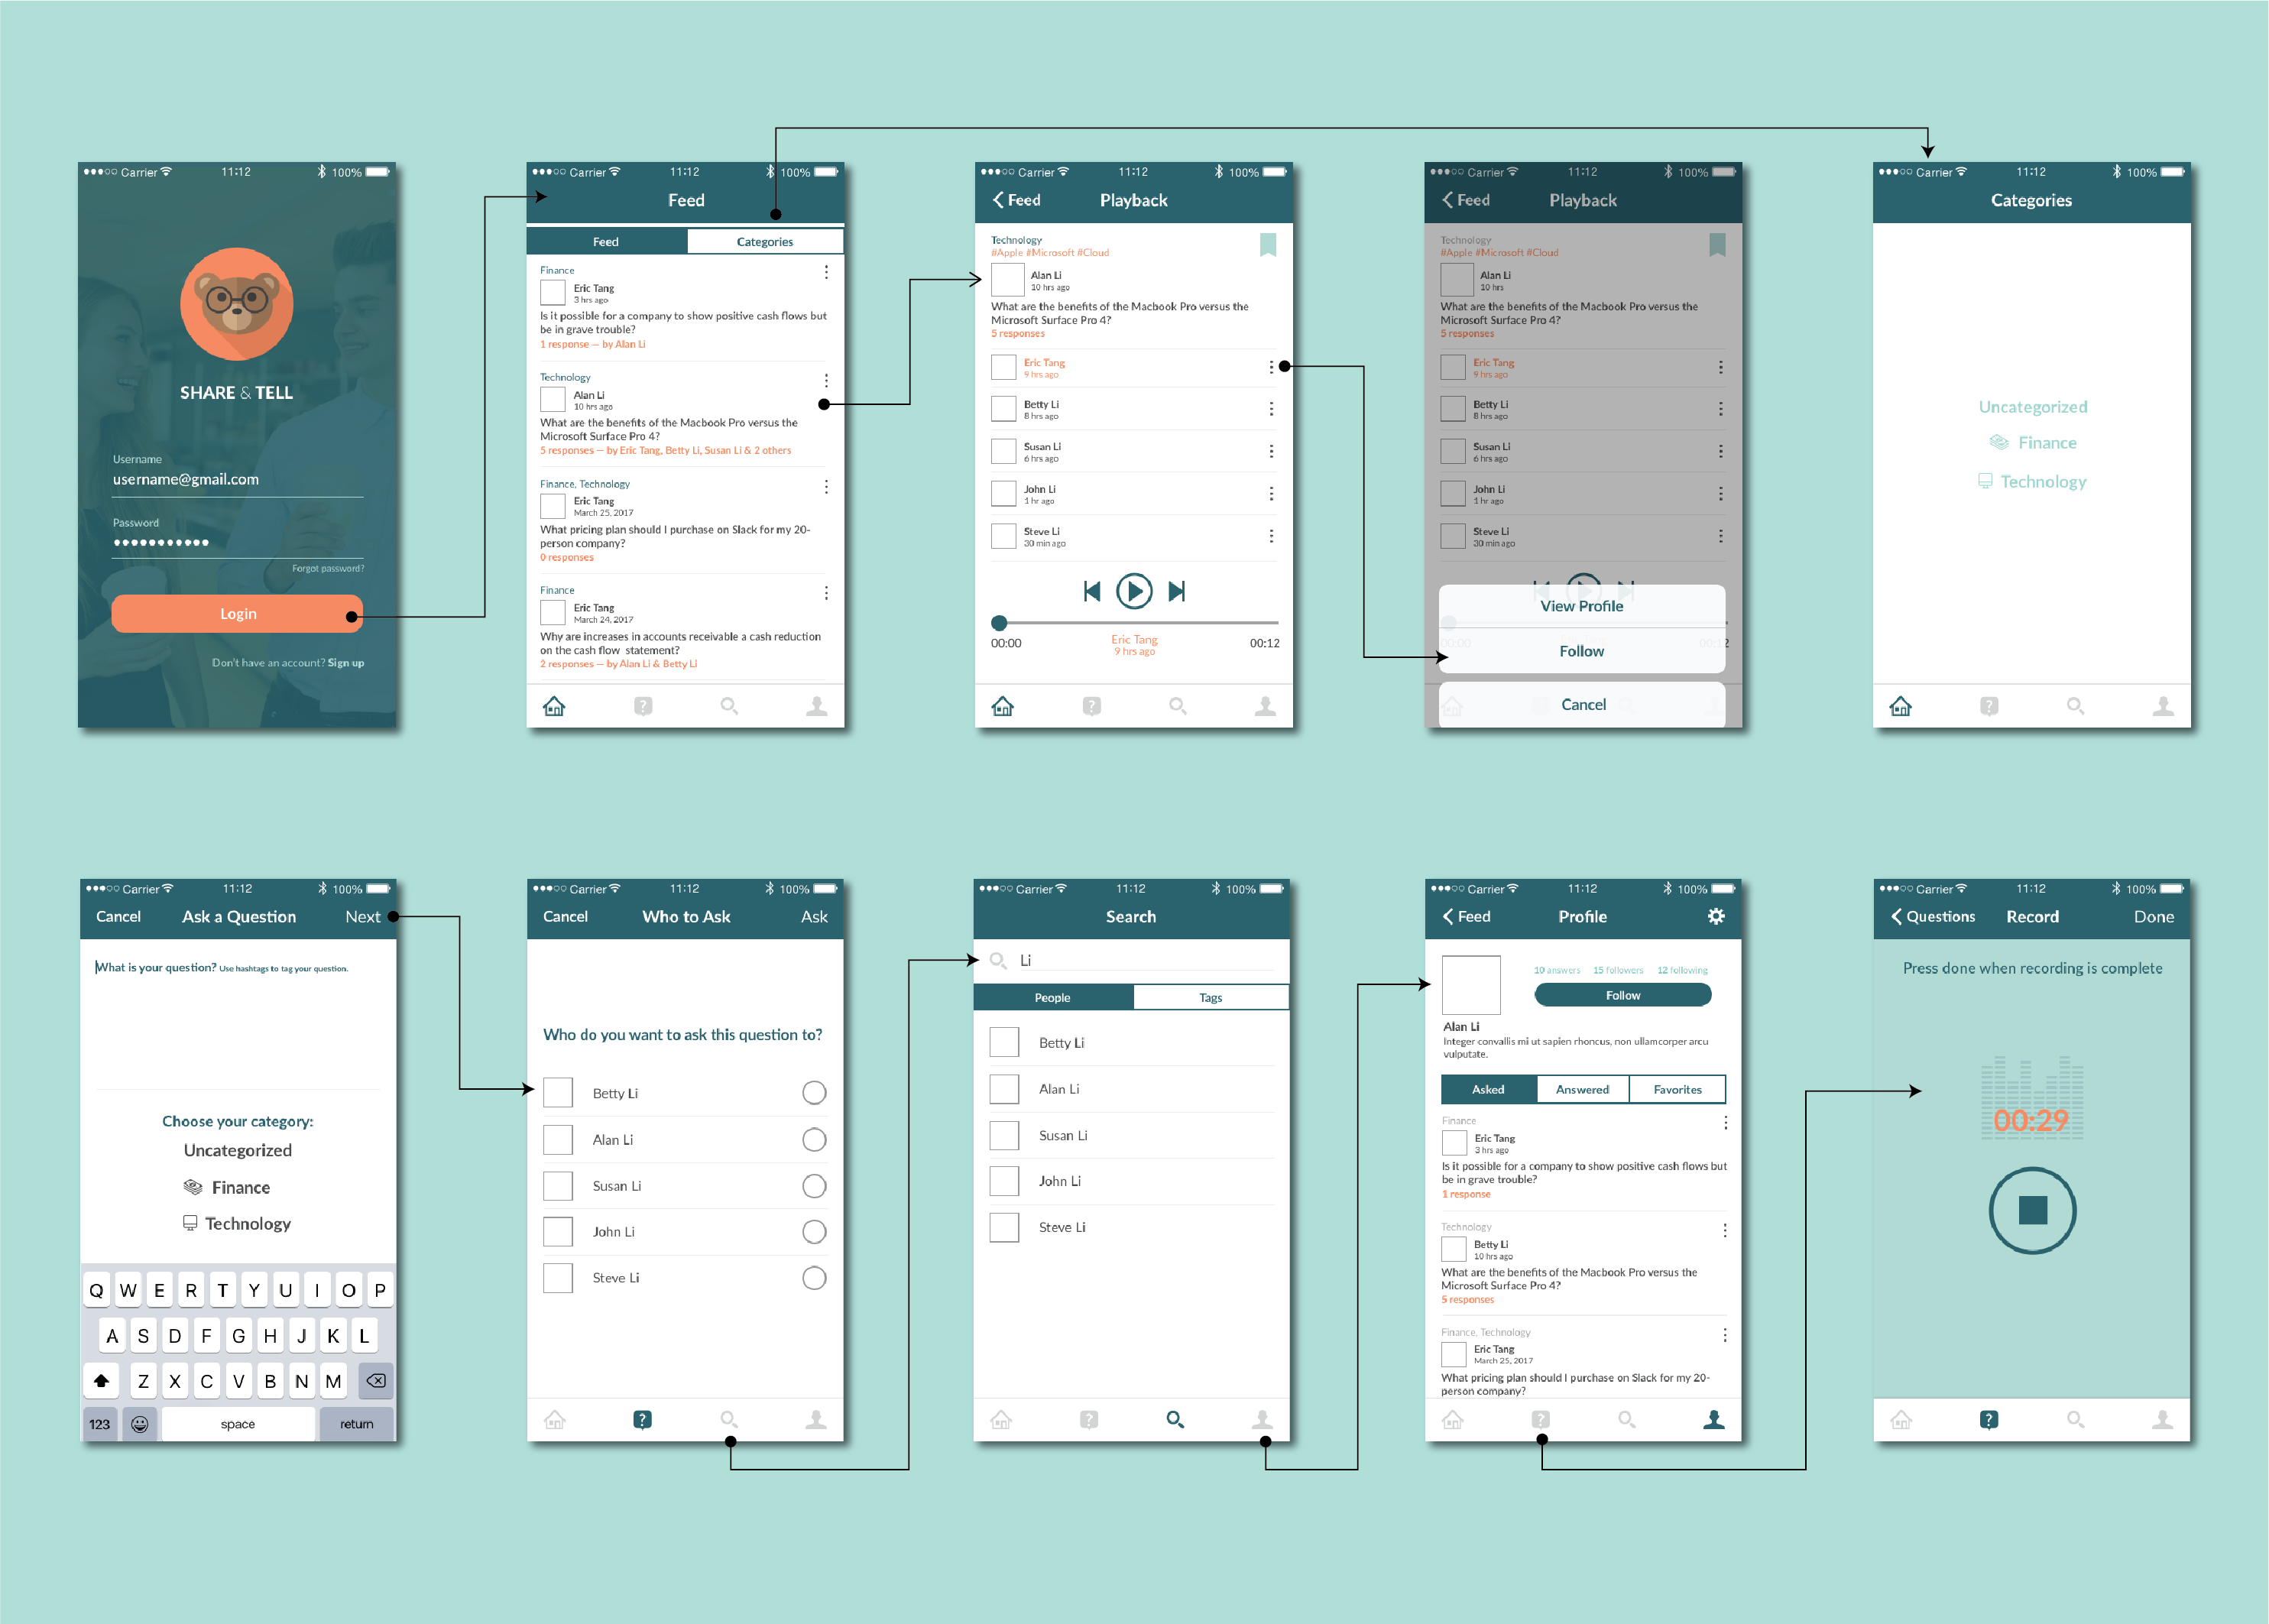 Carrier 11:12 100%
SHARE & TELL
Username
username@gmail.com
Password
Forgot password?
Login
Don't have an account? Sign up
Carrier 11:12 100%
Feed
Feed Categories
Finance
Eric Tang
3 hrs ago
Is it possible for a company to show positive cash flows but
be in grave trouble?
1 response — by Alan Li
Technology
Alan Li
10 hrs ago
What are the benefits of the Macbook Pro versus the
Microsoft Surface Pro 4?
5 responses — by Eric Tang, Betty Li, Susan Li & 2 others
Finance, Technology
Eric Tang
March 25, 2017
What pricing plan should I purchase on Slack for my 20-
person company?
0 responses
Finance
Eric Tang
March 24, 2017
Why are increases in accounts receivable a cash reduction
on the cash flow statement?
2 responses — by Alan Li & Betty Li
Carrier 11:12 100%
Feed Playback
Technology
#Apple #Microsoft #Cloud
Alan Li
10 hrs ago
What are the benefits of the Macbook Pro versus the
Microsoft Surface Pro 4?
5 responses
Eric Tang
9 hrs ago
Betty Li
8 hrs ago
Susan Li
6 hrs ago
John Li
1 hr ago
Steve Li
30 min ago
00:00 Eric Tang 00:12
9 hrs ago
Carrier 11:12 100%
Feed Playback
Technology
#Apple #Microsoft #Cloud
Alan Li
10 hrs
What are the benefits of the Macbook Pro versus the
Microsoft Surface Pro 4?
5 responses
Eric Tang
9 hrs ago
Betty Li
8 hrs ago
Susan Li
6 hrs ago
John Li
1 hr ago
Steve Li
30 min ago
View Profile
00:00 00:12
Follow
Cancel
Carrier 11:12 100%
Categories
Uncategorized
Finance
Technology
Carrier 11:12 100%
Cancel Ask a Question Next
What is your question? Use hashtags to tag your question.
Choose your category:
Uncategorized
Finance
Technology
Q W E R T Y U I O P
A S D F G H J K L
Z X C V B N M
123 space return
Carrier 11:12 100%
Cancel Who to Ask Ask
Who do you want to ask this question to?
Betty Li
Alan Li
Susan Li
John Li
Steve Li
?
Carrier 11:12 100%
Search
Li
People Tags
Betty Li
Alan Li
Susan Li
John Li
Steve Li
Carrier 11:12 100%
Feed Profile
10 answers 15 followers 12 following
Follow
Alan Li
Integer convallis mi ut sapien rhoncus, non ullamcorper arcu
vulputate.
Asked Answered Favorites
Finance
Eric Tang
3 hrs ago
Is it possible for a company to show positive cash flows but
be in grave trouble?
1 response
Technology
Betty Li
10 hrs ago
What are the benefits of the Macbook Pro versus the
Microsoft Surface Pro 4?
5 responses
Finance, Technology
Eric Tang
March 25, 2017
What pricing plan should I purchase on Slack for my 20-
person company?
Carrier 11:12 100%
Questions Record Done
Press done when recording is complete
00:29
?